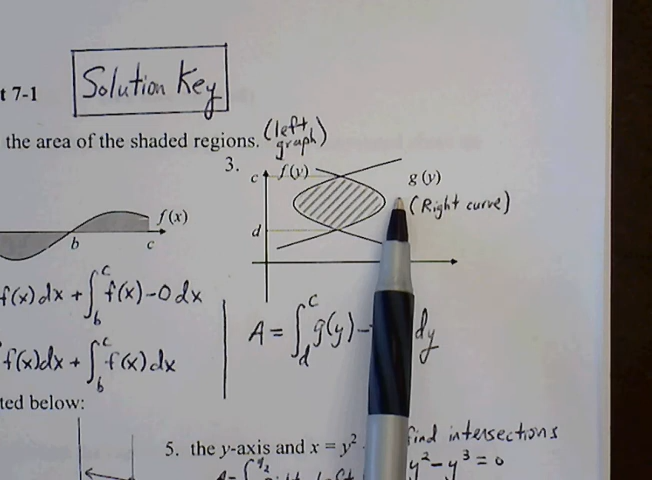 t 7-1
Solution Key
the area of the shaded regions. (left graph)
3.
c f(y)
g(y)
(Right curve)
d
f(x)
b c
f(x)dx + ∫_b^c f(x)-0 dx
A = ∫_d^c g(y) - dy
f(x)dx + ∫_b^c f(x)dx
ted below:
5. the y-axis and x = y²
find intersections
y² - y³ = 0